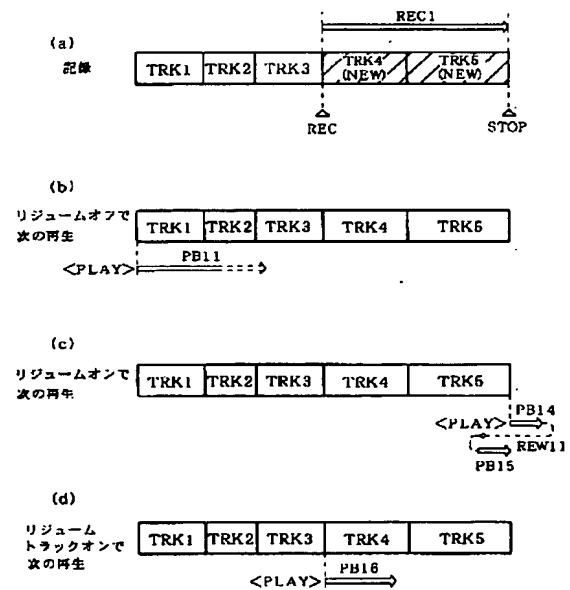 REC1
(a)
記録
TRK1 TRK2 TRK3 TRK4 TRK5
(NEW) (NEW)
REC STOP
(b)
リジュームオフで
次の再生
TRK1 TRK2 TRK3 TRK4 TRK5
PB11
<PLAY>
(c)
リジュームオンで
次の再生
TRK1 TRK2 TRK3 TRK4 TRK5
PB14
<PLAY>
REW11
PB15
(d)
リジューム
トラックオンで
次の再生
TRK1 TRK2 TRK3 TRK4 TRK5
PB16
<PLAY>